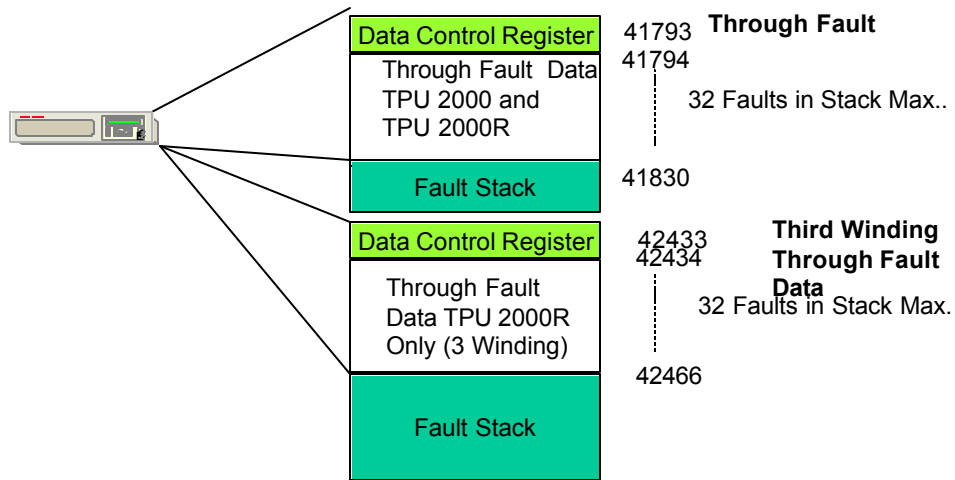 Data Control Register 41793 Through Fault
41794
Through Fault Data
TPU 2000 and
TPU 2000R
32 Faults in Stack Max..
Fault Stack 41830
Data Control Register 42433 Third Winding
42434 Through Fault
Data
Through Fault
Data TPU 2000R
Only (3 Winding)
32 Faults in Stack Max.
42466
Fault Stack